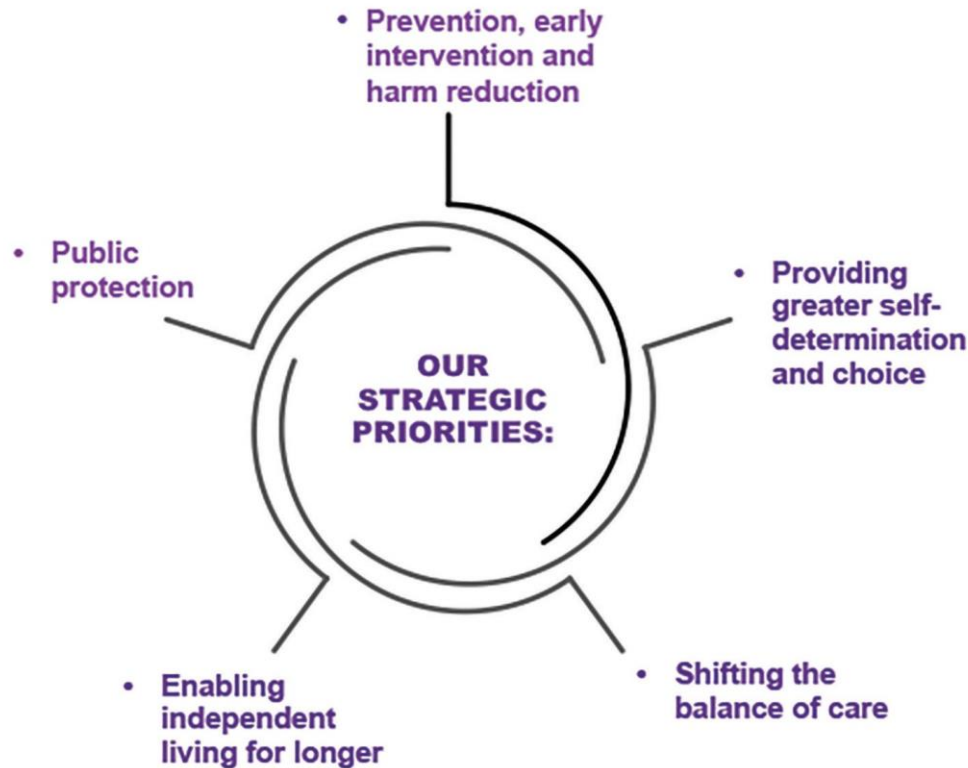 • Prevention, early
intervention and
harm reduction
• Public
protection
• Providing
greater self-
determination
and choice
OUR
STRATEGIC
PRIORITIES:
• Enabling
independent
living for longer
• Shifting the
balance of care